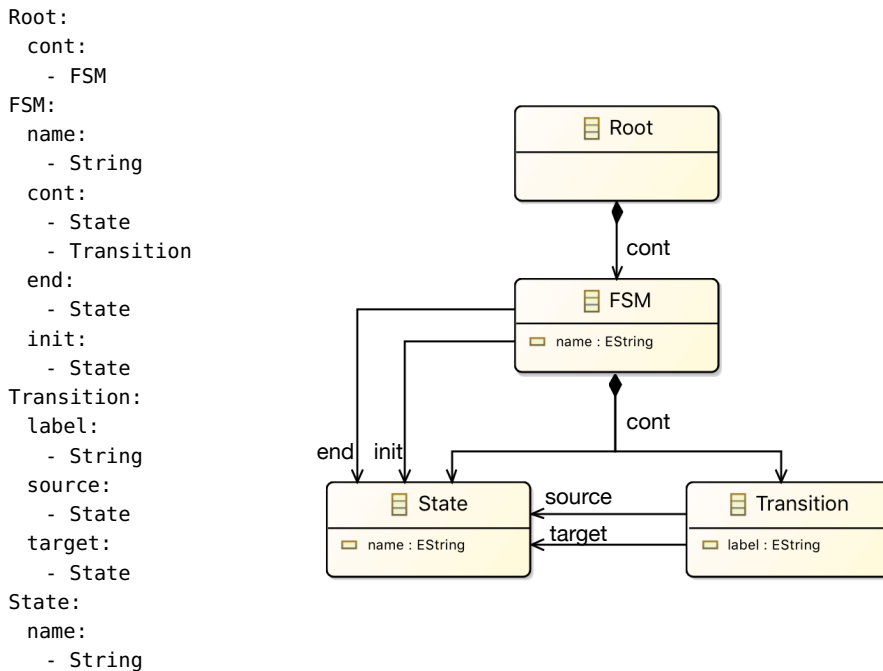 Root:
  cont:
    - FSM
FSM:
  name:
    - String
  cont:
    - State
    - Transition
  end:
    - State
  init:
    - State
Transition:
  label:
    - String
  source:
    - State
  target:
    - State
State:
  name:
    - String
Root
cont
FSM
name : EString
cont
end init
State
name : EString
source
target
Transition
label : EString